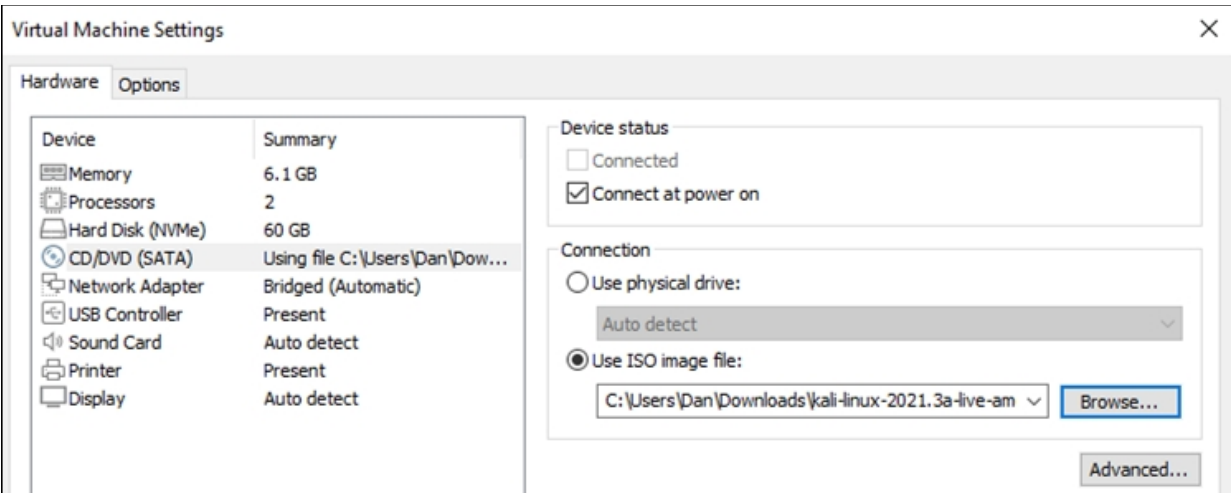 Virtual Machine Settings
Hardware Options
Device Summary
Memory 6.1 GB
Processors 2
Hard Disk (NVMe) 60 GB
CD/DVD (SATA) Using file C:\Users\Dan\Dow...
Network Adapter Bridged (Automatic)
USB Controller Present
Sound Card Auto detect
Printer Present
Display Auto detect
Device status
Connected
Connect at power on
Connection
Use physical drive:
Auto detect
Use ISO image file:
C:\Users\Dan\Downloads\kali-linux-2021.3a-live-am Browse...
Advanced...